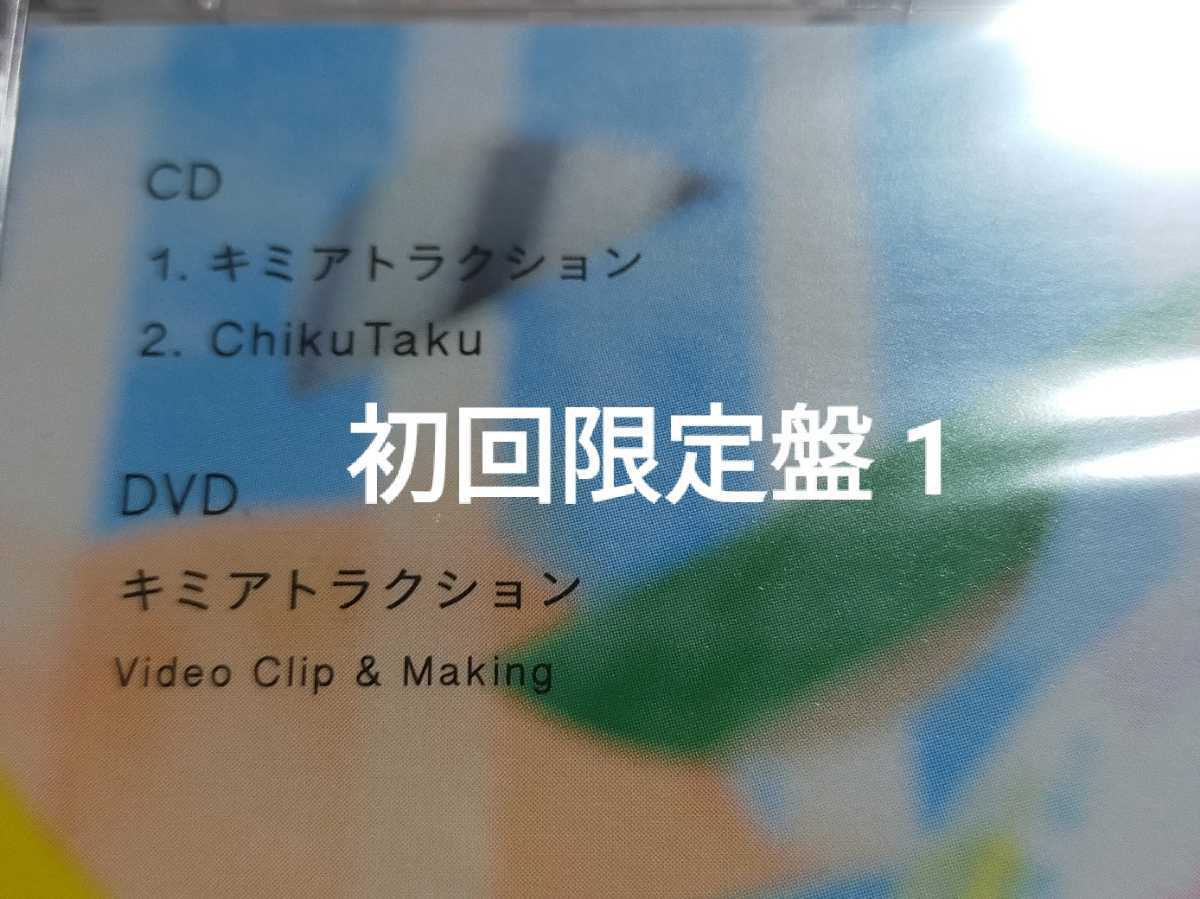 CD
1. キミアトラクション
2. ChikuTaku
初回限定盤 1
DVD
キミアトラクション
Video Clip & Making